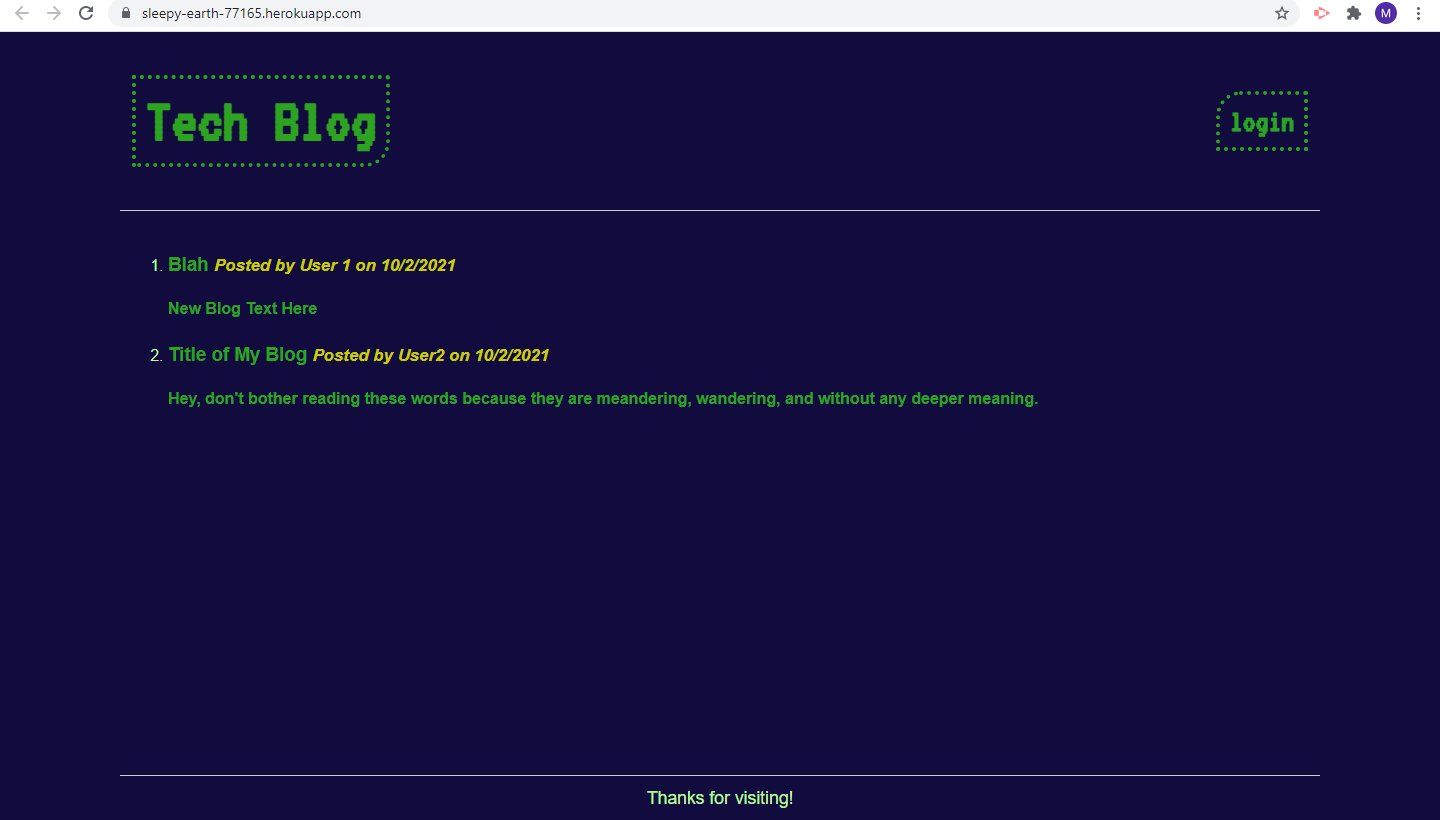 sleepy-earth-77165.herokuapp.com
M
Tech Blog
login
1. Blah Posted by User 1 on 10/2/2021
New Blog Text Here
2. Title of My Blog Posted by User2 on 10/2/2021
Hey, don't bother reading these words because they are meandering, wandering, and without any deeper meaning.
Thanks for visiting!